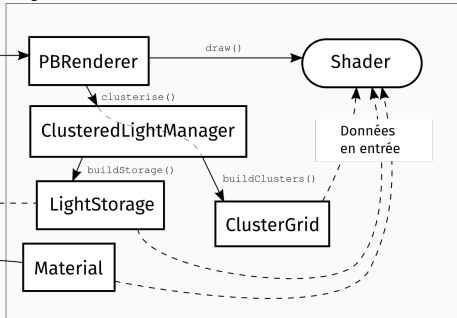 draw()
PBRenderer
Shader
clusterise()
ClusteredLightManager
Données
en entrée
buildStorage()
buildClusters()
LightStorage
ClusterGrid
Material